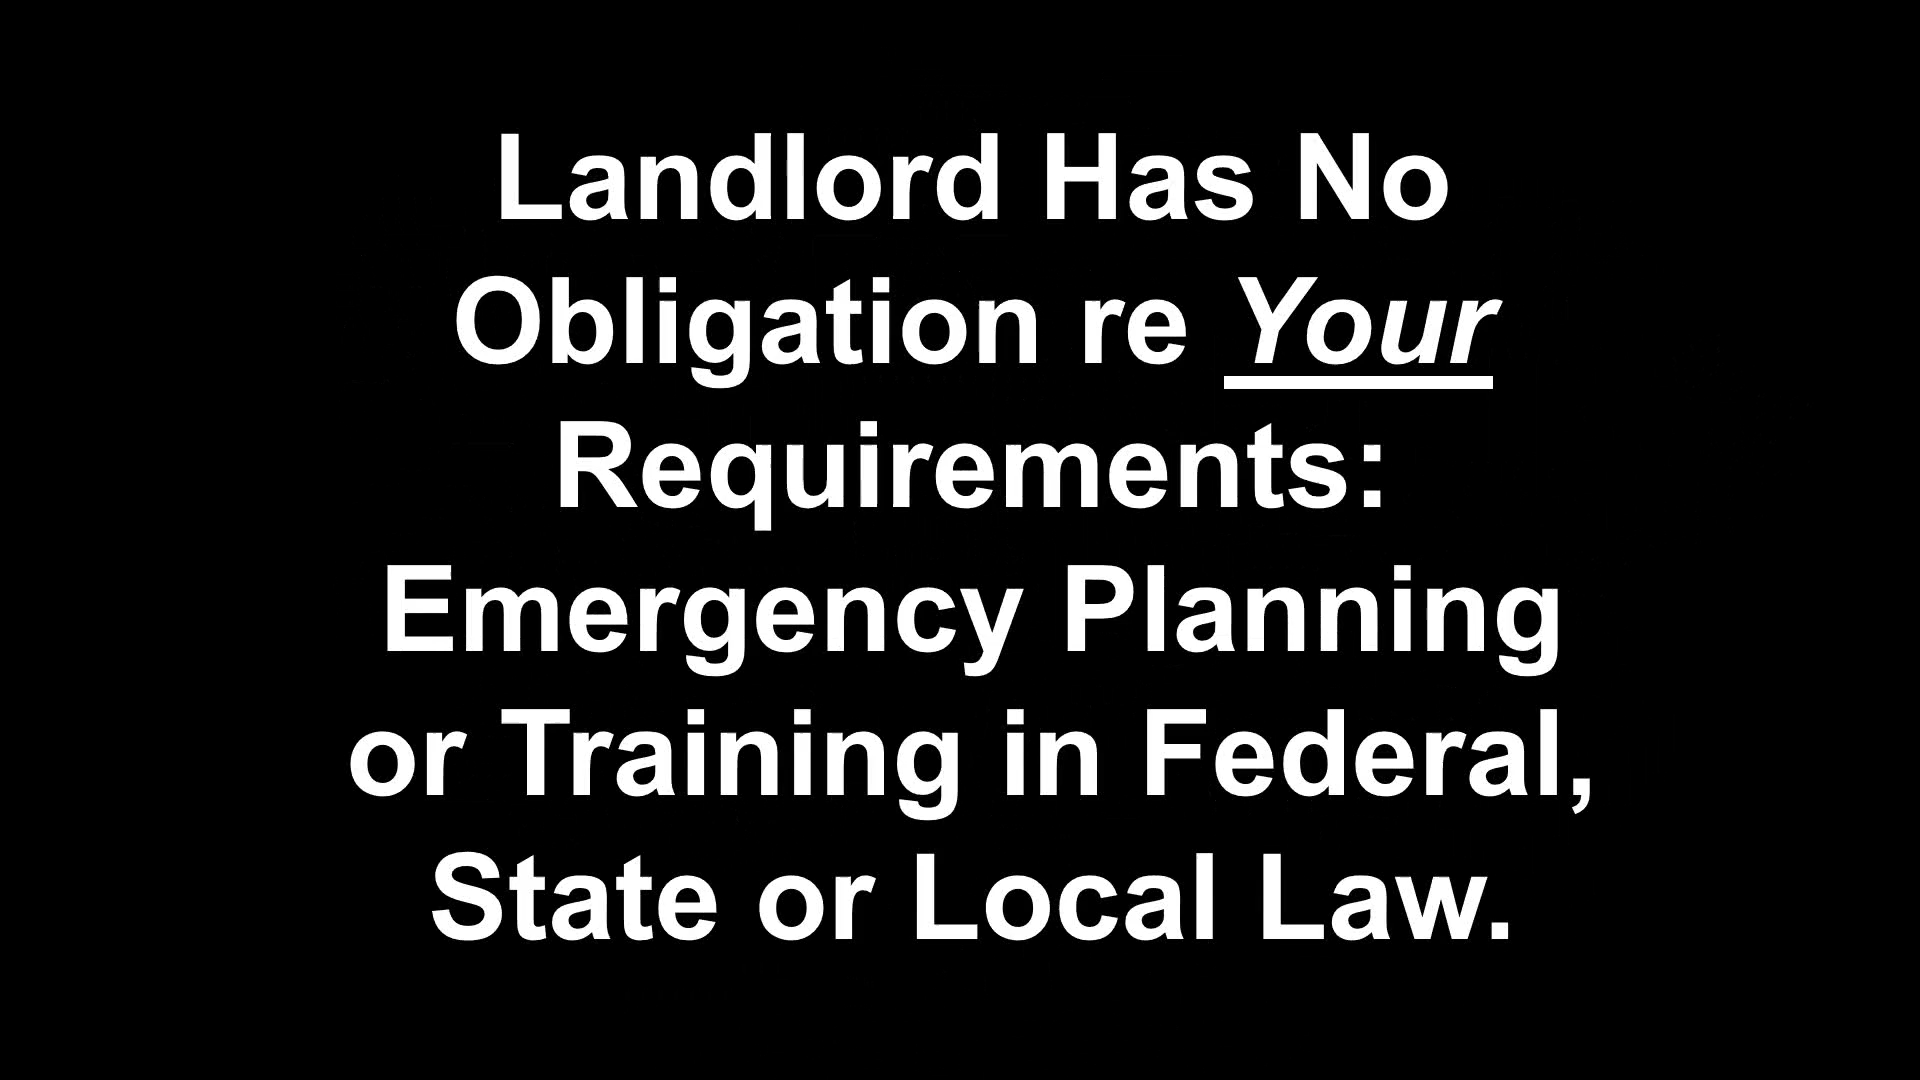 Landlord Has No
Obligation re Your
Requirements:
Emergency Planning
or Training in Federal,
State or Local Law.